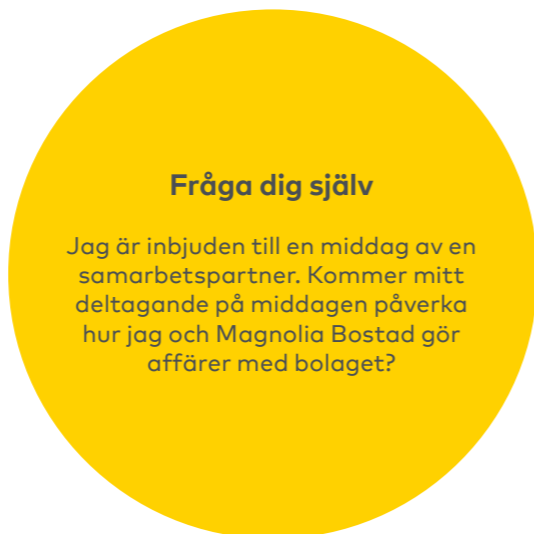 Fråga dig själv
Jag är inbjuden till en middag av en
samarbetspartner. Kommer mitt
deltagande på middagen påverka
hur jag och Magnolia Bostad gör
affärer med bolaget?